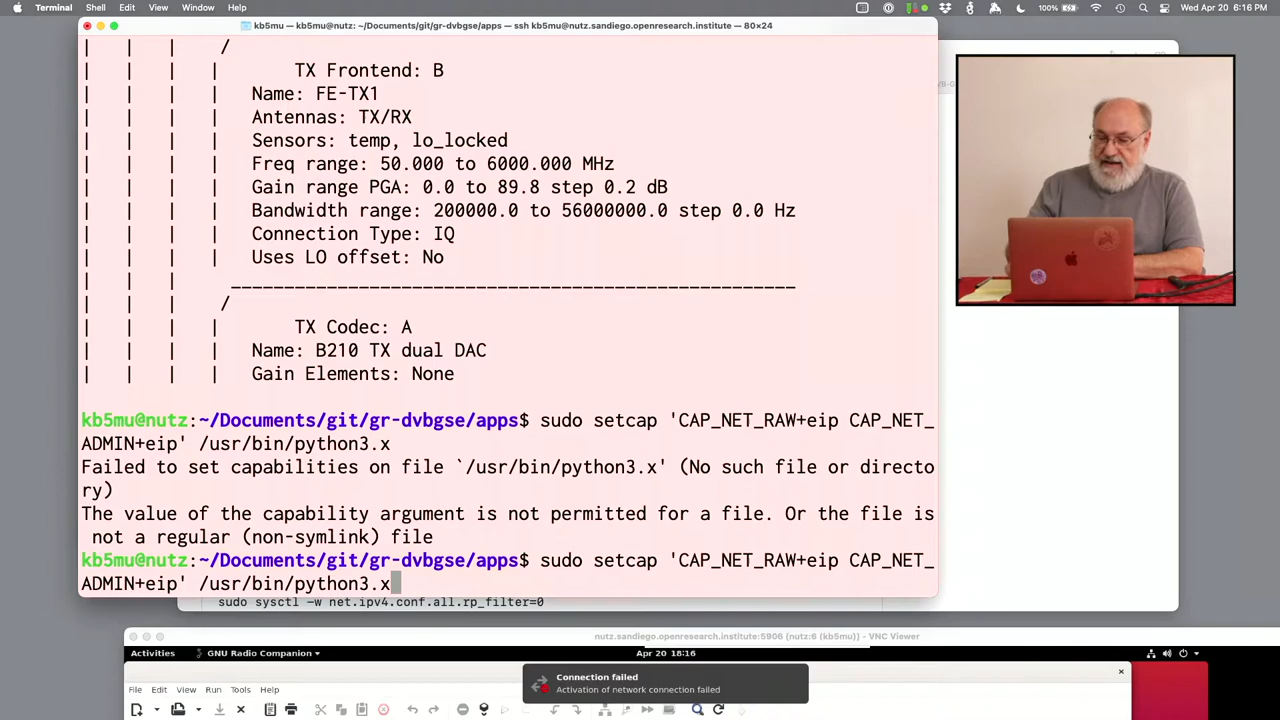 Terminal Shell Edit View Window Help
100% Wed Apr 20 6:16 PM
kb5mu — kb5mu@nutz: ~/Documents/git/gr-dvbgse/apps — ssh kb5mu@nutz.sandiego.openresearch.institute — 80×24
| | | /
| | | | TX Frontend: B
| | | | Name: FE-TX1
| | | | Antennas: TX/RX
| | | | Sensors: temp, lo_locked
| | | | Freq range: 50.000 to 6000.000 MHz
| | | | Gain range PGA: 0.0 to 89.8 step 0.2 dB
| | | | Bandwidth range: 200000.0 to 56000000.0 step 0.0 Hz
| | | | Connection Type: IQ
| | | | Uses LO offset: No
| | | _____________________________________________________
| | | /
| | | | TX Codec: A
| | | | Name: B210 TX dual DAC
| | | | Gain Elements: None
kb5mu@nutz:~/Documents/git/gr-dvbgse/apps$ sudo setcap 'CAP_NET_RAW+eip CAP_NET_
ADMIN+eip' /usr/bin/python3.x
Failed to set capabilities on file `/usr/bin/python3.x' (No such file or directo
ry)
The value of the capability argument is not permitted for a file. Or the file is
not a regular (non-symlink) file
kb5mu@nutz:~/Documents/git/gr-dvbgse/apps$ sudo setcap 'CAP_NET_RAW+eip CAP_NET_
ADMIN+eip' /usr/bin/python3.x
sudo sysctl -w net.ipv4.conf.all.rp_filter=0
nutz.sandiego.openresearch.institute:5906 (nutz:6 (kb5mu)) - VNC Viewer
Activities GNU Radio Companion Apr 20 18:16
Connection failed
Activation of network connection failed
File Edit View Run Tools Help